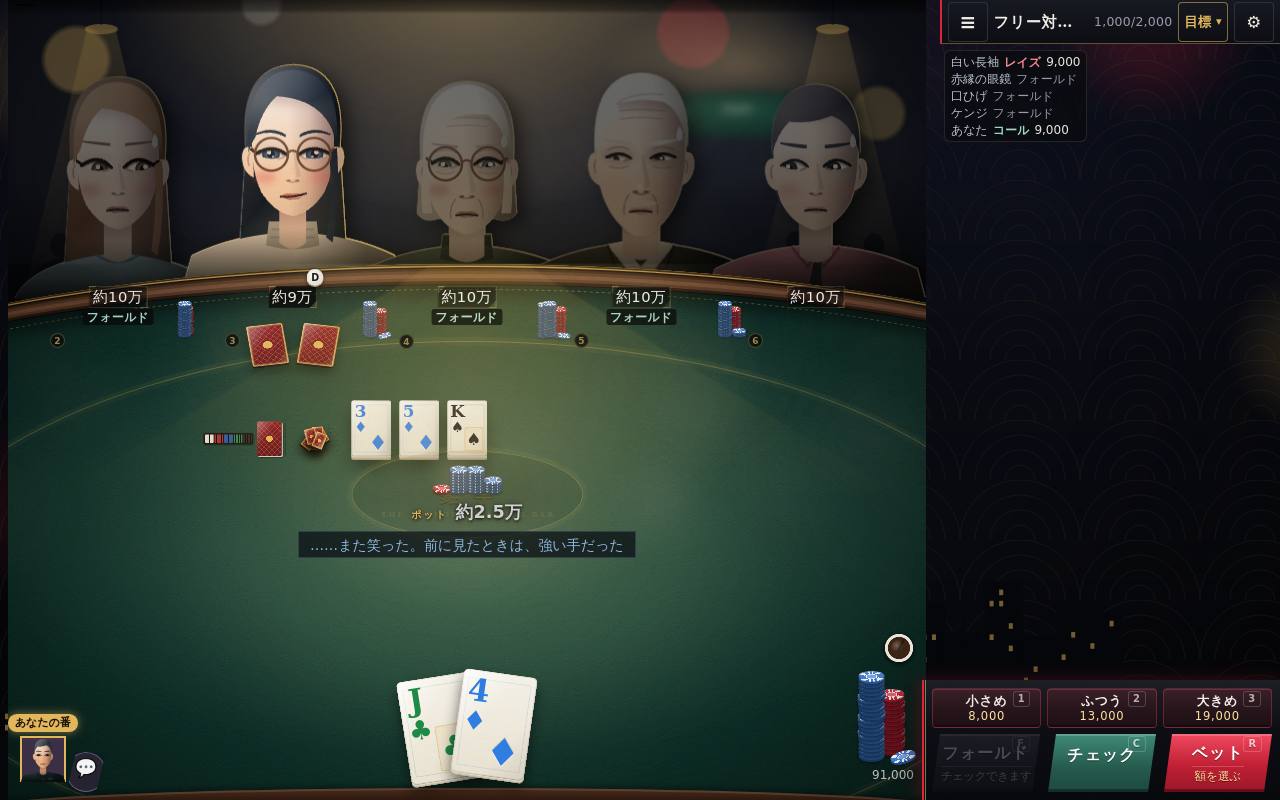 フリー対…
1,000/2,000
目標 ▾
白い長袖 レイズ 9,000
赤縁の眼鏡 フォールド
口ひげ フォールド
ケンジ フォールド
あなた コール 9,000
D
約10万
約9万
約10万
約10万
約10万
フォールド
フォールド
フォールド
2
3
4
5
6
3
5
K
ポット 約2.5万
……また笑った。前に見たときは、強い手だった
J
4
あなたの番
91,000
小さめ 1
8,000
ふつう 2
13,000
大きめ 3
19,000
フォールド F
チェックできます
チェック C
ベット R
額を選ぶ